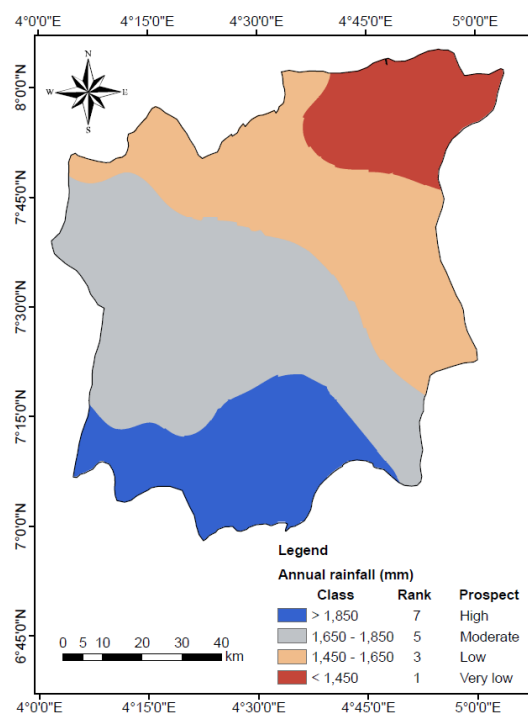 4°0'0"E 4°15'0"E 4°30'0"E 4°45'0"E 5°0'0"E
N
W E
S
8°0'0"N
7°45'0"N
7°30'0"N
7°15'0"N
7°0'0"N
6°45'0"N
Legend
Annual rainfall (mm)
Class Rank Prospect
> 1,850 7 High
1,650 - 1,850 5 Moderate
1,450 - 1,650 3 Low
< 1,450 1 Very low
0 5 10 20 30 40
km
4°0'0"E 4°15'0"E 4°30'0"E 4°45'0"E 5°0'0"E